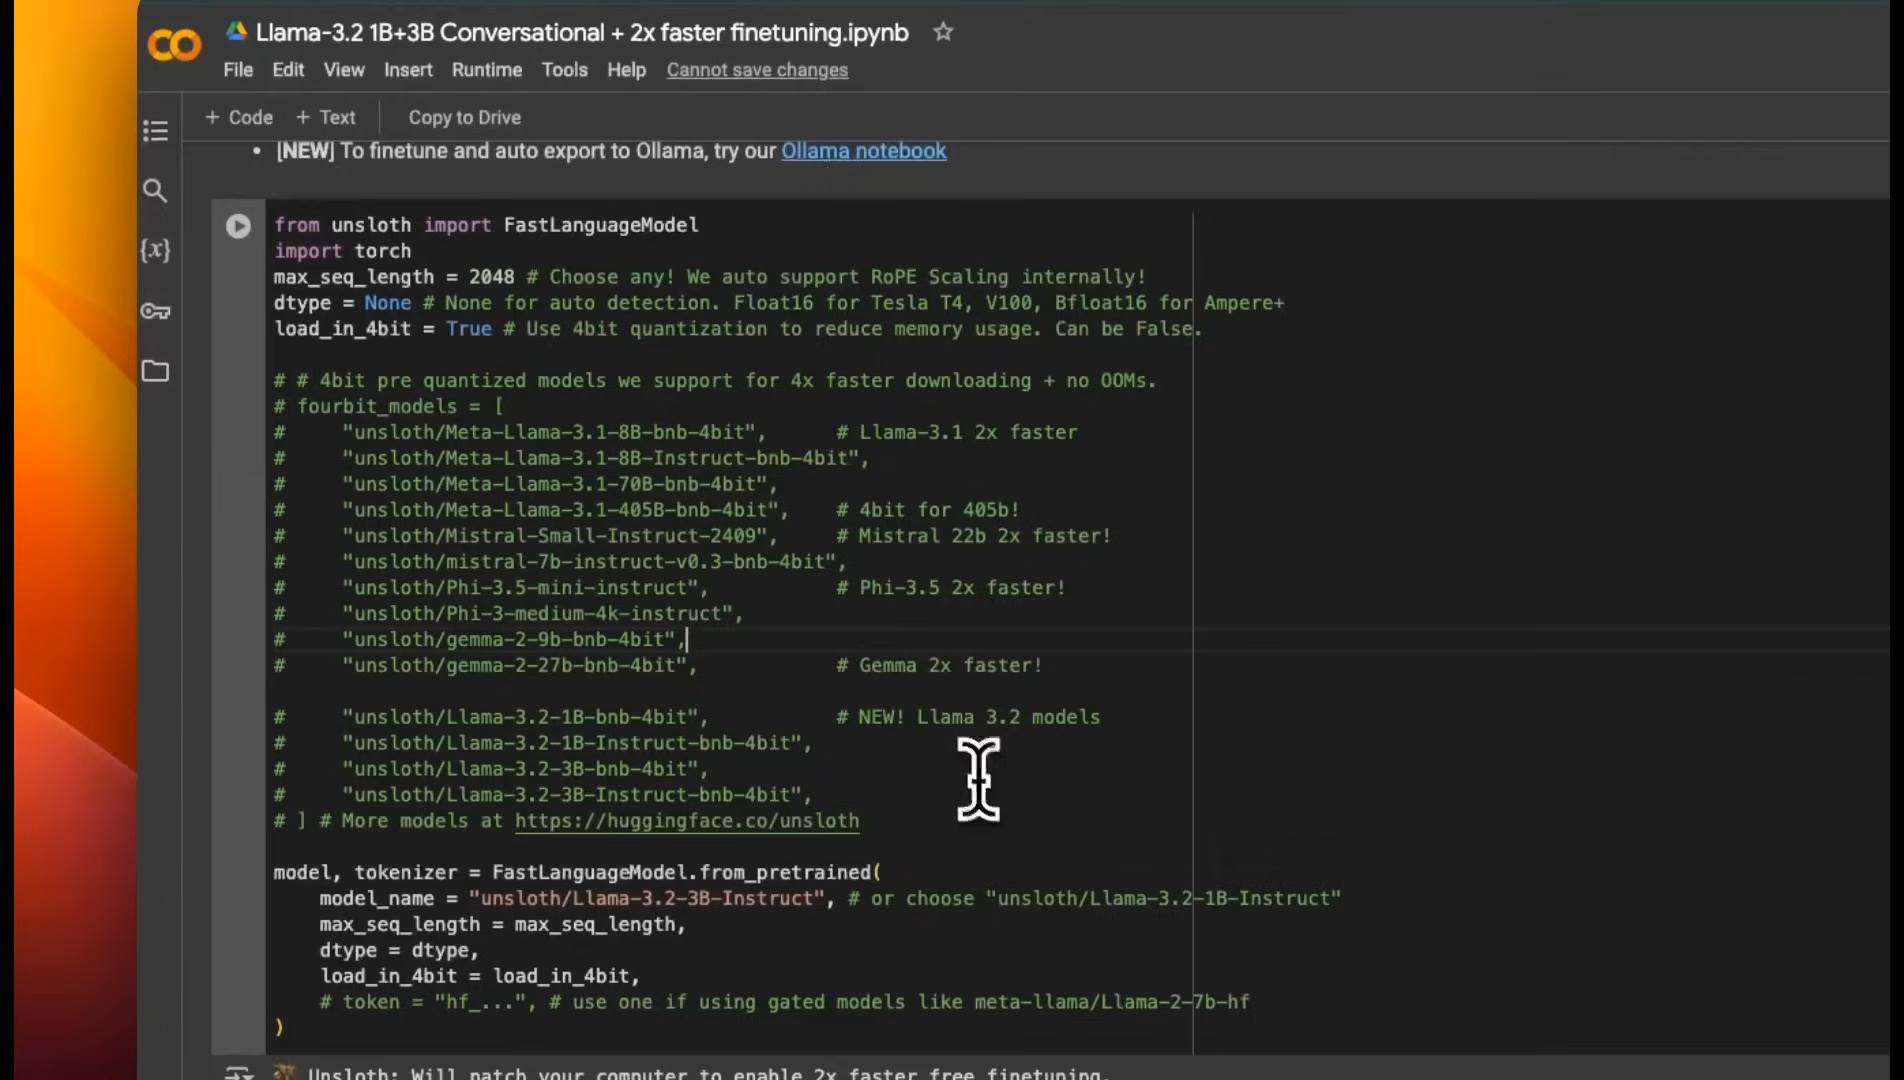 Llama-3.2 1B+3B Conversational + 2x faster finetuning.ipynb
File Edit View Insert Runtime Tools Help Cannot save changes
+ Code + Text Copy to Drive
• [NEW] To finetune and auto export to Ollama, try our Ollama notebook
{x}
from unsloth import FastLanguageModel
import torch
max_seq_length = 2048 # Choose any! We auto support RoPE Scaling internally!
dtype = None # None for auto detection. Float16 for Tesla T4, V100, Bfloat16 for Ampere+
load_in_4bit = True # Use 4bit quantization to reduce memory usage. Can be False.
# # 4bit pre quantized models we support for 4x faster downloading + no OOMs.
# fourbit_models = [
#     "unsloth/Meta-Llama-3.1-8B-bnb-4bit",      # Llama-3.1 2x faster
#     "unsloth/Meta-Llama-3.1-8B-Instruct-bnb-4bit",
#     "unsloth/Meta-Llama-3.1-70B-bnb-4bit",
#     "unsloth/Meta-Llama-3.1-405B-bnb-4bit",    # 4bit for 405b!
#     "unsloth/Mistral-Small-Instruct-2409",     # Mistral 22b 2x faster!
#     "unsloth/mistral-7b-instruct-v0.3-bnb-4bit",
#     "unsloth/Phi-3.5-mini-instruct",           # Phi-3.5 2x faster!
#     "unsloth/Phi-3-medium-4k-instruct",
#     "unsloth/gemma-2-9b-bnb-4bit",
#     "unsloth/gemma-2-27b-bnb-4bit",            # Gemma 2x faster!
#     "unsloth/Llama-3.2-1B-bnb-4bit",           # NEW! Llama 3.2 models
#     "unsloth/Llama-3.2-1B-Instruct-bnb-4bit",
#     "unsloth/Llama-3.2-3B-bnb-4bit",
#     "unsloth/Llama-3.2-3B-Instruct-bnb-4bit",
# ] # More models at https://huggingface.co/unsloth
model, tokenizer = FastLanguageModel.from_pretrained(
    model_name = "unsloth/Llama-3.2-3B-Instruct", # or choose "unsloth/Llama-3.2-1B-Instruct"
    max_seq_length = max_seq_length,
    dtype = dtype,
    load_in_4bit = load_in_4bit,
    # token = "hf_...", # use one if using gated models like meta-llama/Llama-2-7b-hf
)
Unsloth: Will patch your computer to enable 2x faster free finetuning.